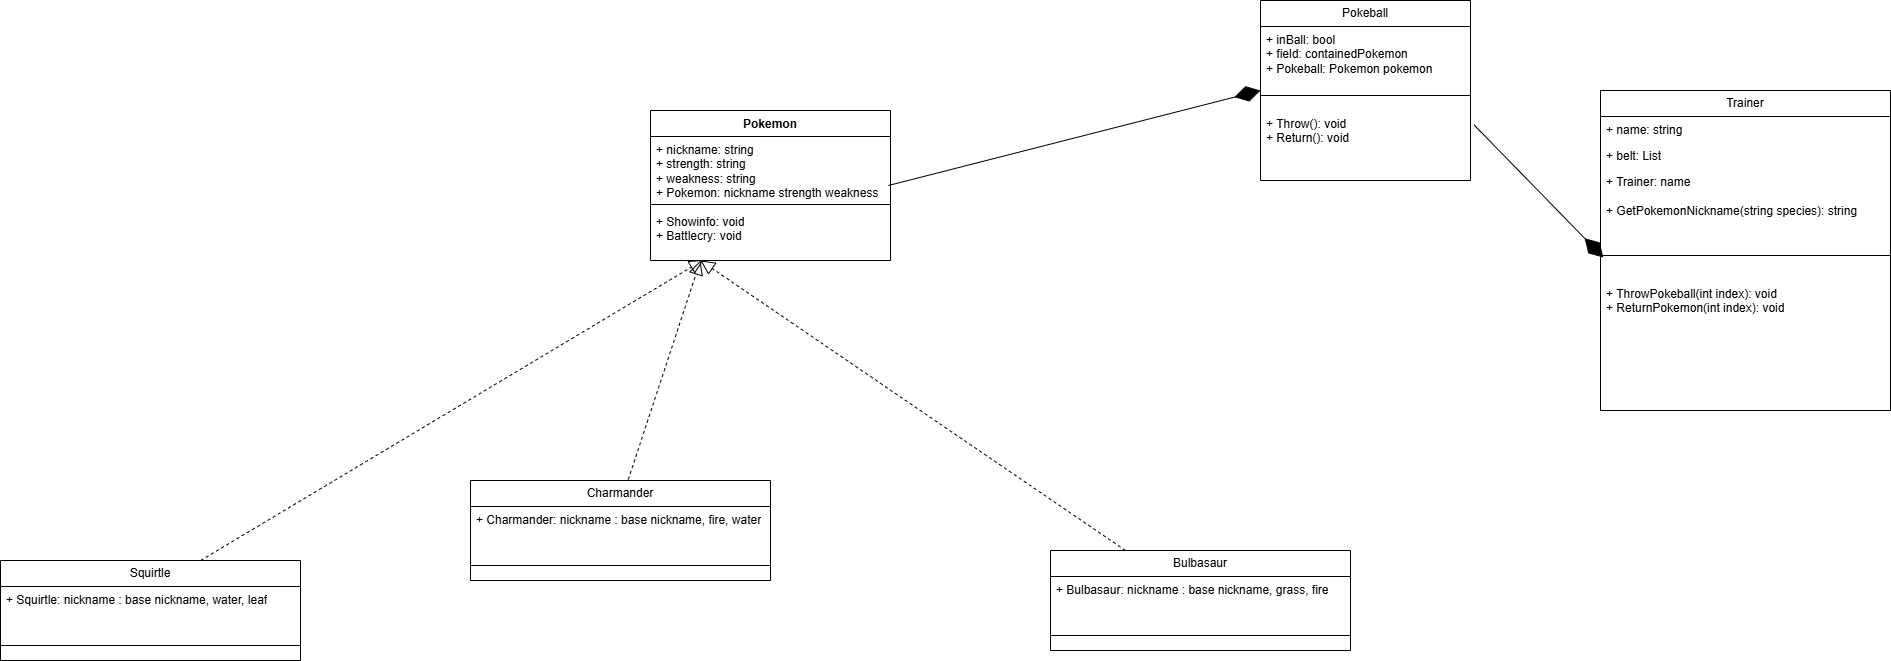 Pokeball
+ inBall: bool
+ field: containedPokemon
+ Pokeball: Pokemon pokemon
+ Throw(): void
+ Return(): void
Trainer
+ name: string
+ belt: List
+ Trainer: name
+ GetPokemonNickname(string species): string
+ ThrowPokeball(int index): void
+ ReturnPokemon(int index): void
Pokemon
+ nickname: string
+ strength: string
+ weakness: string
+ Pokemon: nickname strength weakness
+ Showinfo: void
+ Battlecry: void
Charmander
+ Charmander: nickname : base nickname, fire, water
Squirtle
+ Squirtle: nickname : base nickname, water, leaf
Bulbasaur
+ Bulbasaur: nickname : base nickname, grass, fire